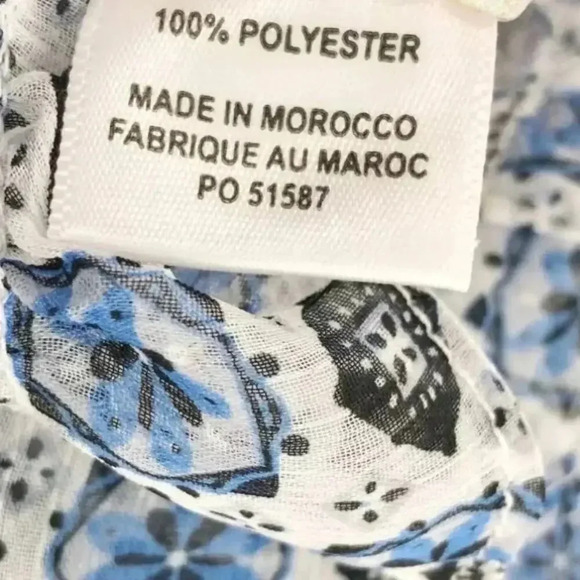 100% POLYESTER
MADE IN MOROCCO
FABRIQUE AU MAROC
PO 51587